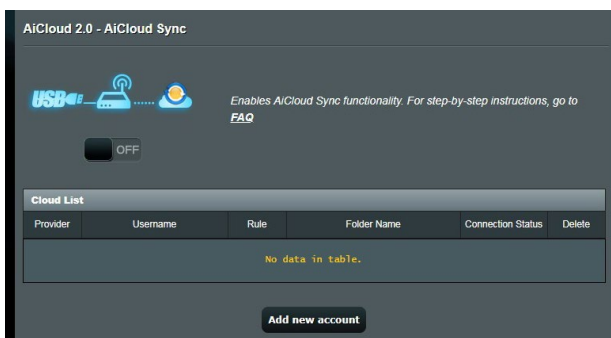 AiCloud 2.0 - AiCloud Sync
USB
Enables AiCloud Sync functionality. For step-by-step instructions, go to
FAQ
OFF
Cloud List
Provider Username Rule Folder Name Connection Status Delete
No data in table.
Add new account